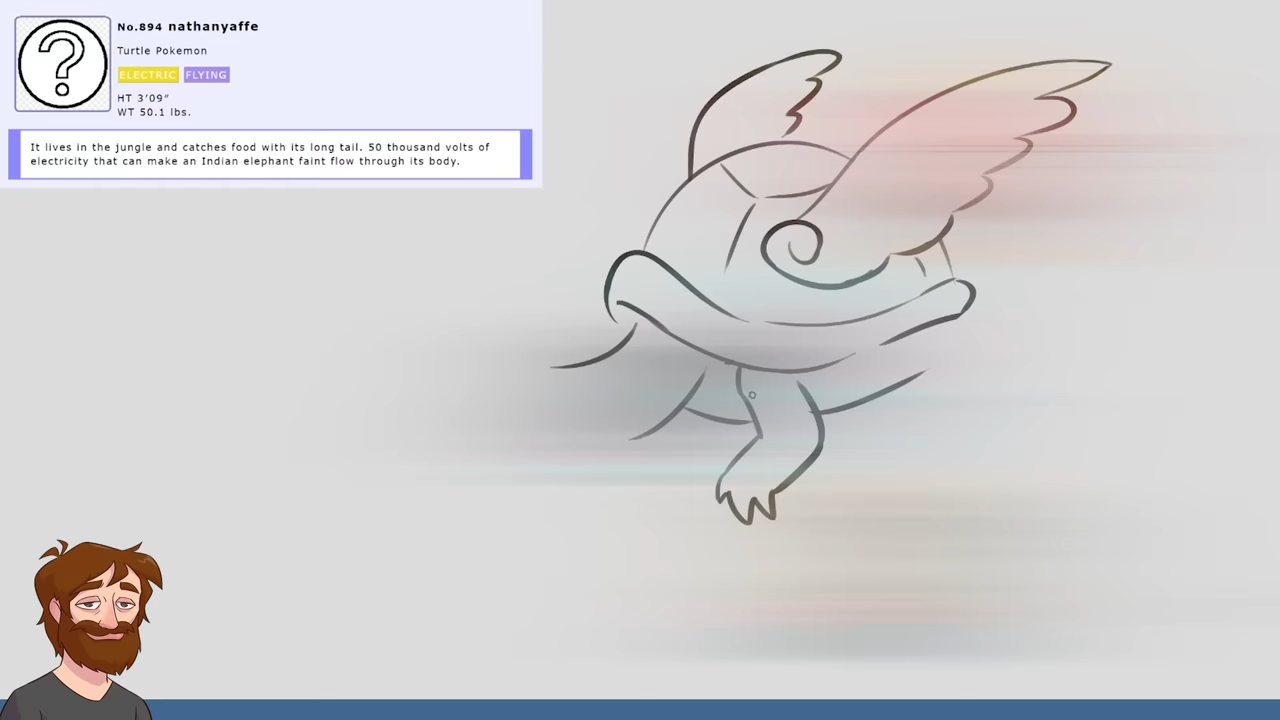 No.894 nathanyaffe
Turtle Pokemon
ELECTRIC FLYING
HT 3'09"
WT 50.1 lbs.
It lives in the jungle and catches food with its long tail. 50 thousand volts of
electricity that can make an Indian elephant faint flow through its body.